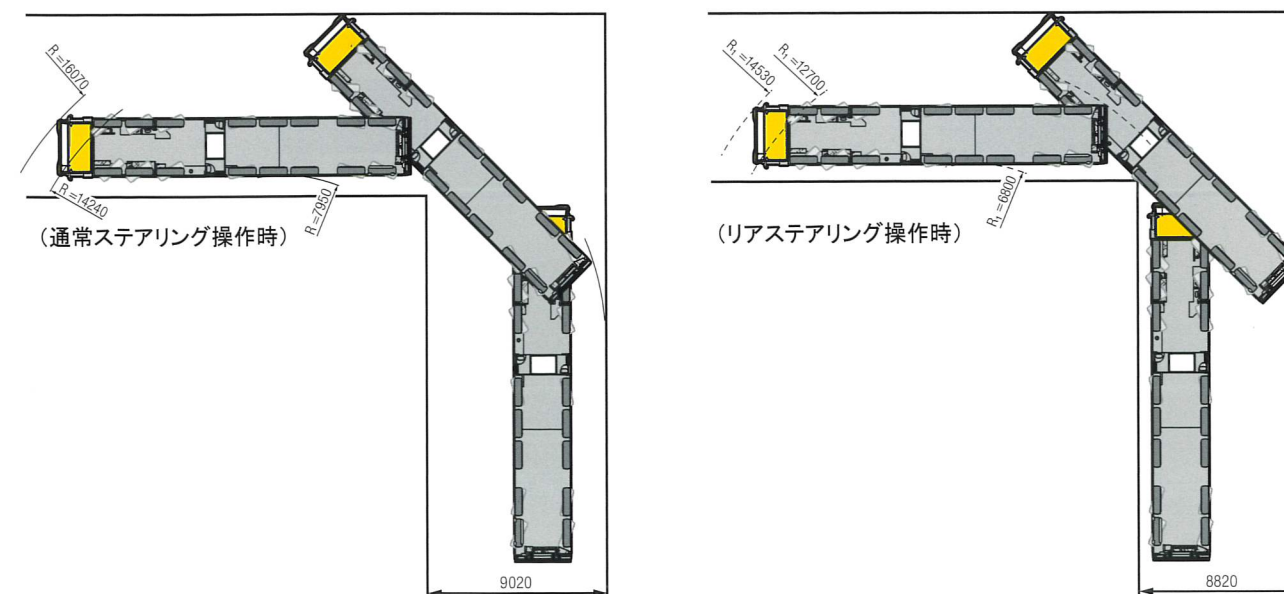 R =16070
R =14240
R =7950
(通常ステアリング操作時)
9020
R₁ =14530
R₁ =12700
R₁ =6800
(リアステアリング操作時)
8820